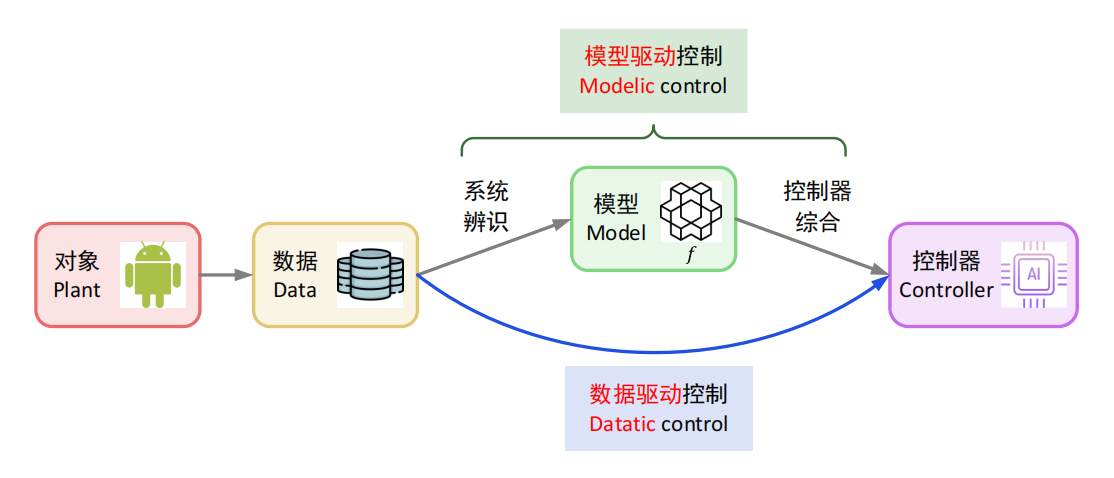 模型驱动控制
Modelic control
系统
辨识
模型
Model
f
控制器
综合
对象
Plant
数据
Data
控制器
Controller
AI
数据驱动控制
Datatic control